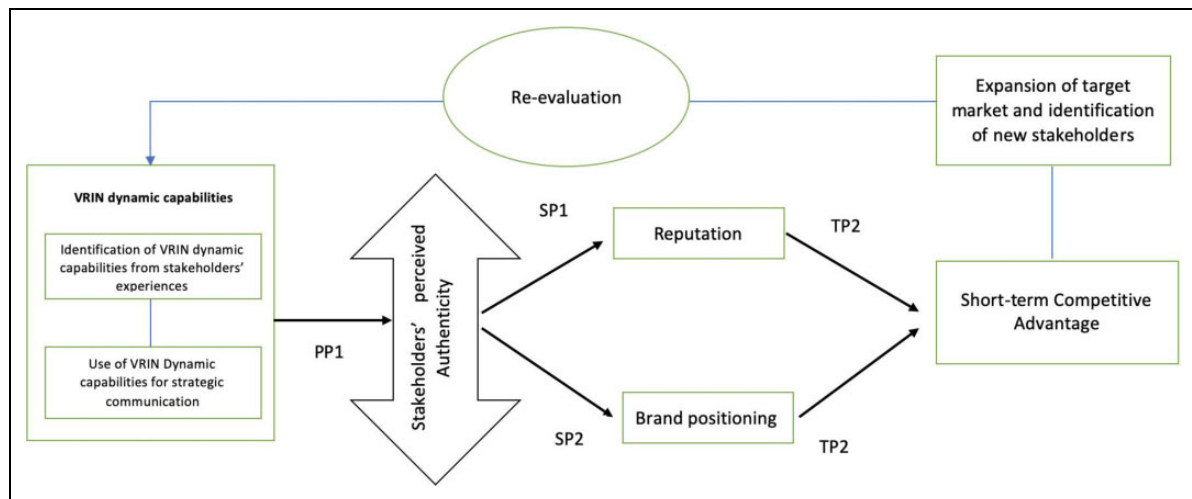 Re-evaluation
Expansion of target
market and identification
of new stakeholders
VRIN dynamic capabilities
Identification of VRIN dynamic
capabilities from stakeholders’
experiences
Use of VRIN Dynamic
capabilities for strategic
communication
PP1
Stakeholders’ perceived
Authenticity
SP1
Reputation
TP2
SP2
Brand positioning
TP2
Short-term Competitive
Advantage